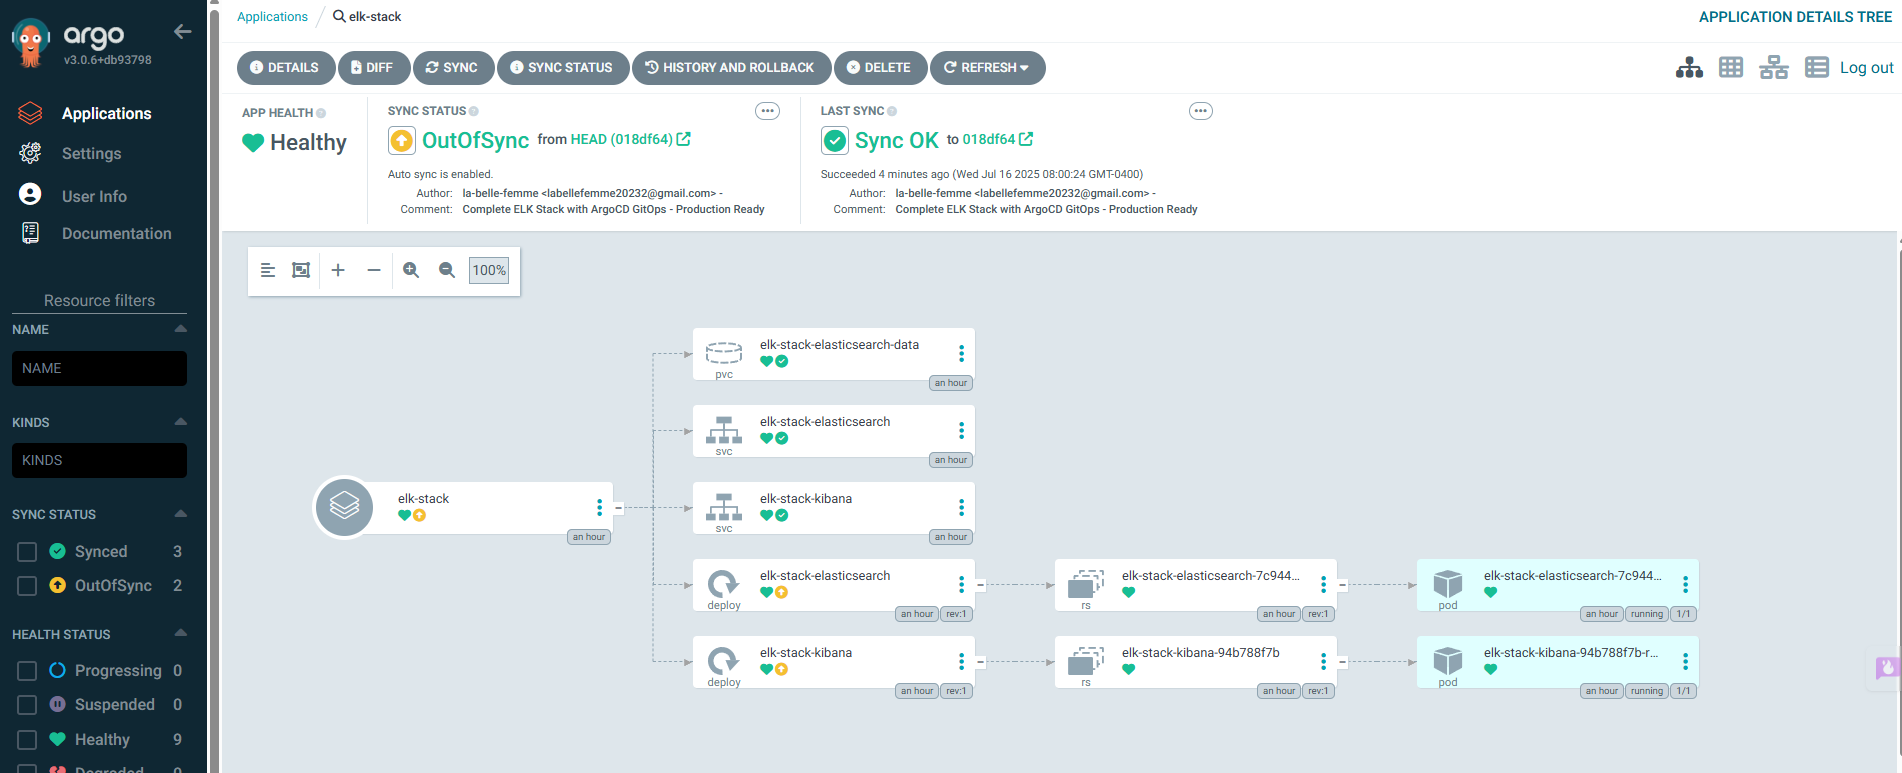 argo
v3.0.6+db93798
Applications
Settings
User Info
Documentation
Resource filters
NAME
NAME
KINDS
KINDS
SYNC STATUS
Synced 3
OutOfSync 2
HEALTH STATUS
Progressing 0
Suspended 0
Healthy 9
Degraded 0
Applications / elk-stack
APPLICATION DETAILS TREE
DETAILS DIFF SYNC SYNC STATUS HISTORY AND ROLLBACK DELETE REFRESH
Log out
APP HEALTH
Healthy
SYNC STATUS
OutOfSync from HEAD (018df64)
Auto sync is enabled.
Author: la-belle-femme <labellefemme20232@gmail.com> -
Comment: Complete ELK Stack with ArgoCD GitOps - Production Ready
LAST SYNC
Sync OK to 018df64
Succeeded 4 minutes ago (Wed Jul 16 2025 08:00:24 GMT-0400)
Author: la-belle-femme <labellefemme20232@gmail.com> -
Comment: Complete ELK Stack with ArgoCD GitOps - Production Ready
100%
elk-stack
an hour
elk-stack-elasticsearch-data
pvc
an hour
elk-stack-elasticsearch
svc
an hour
elk-stack-kibana
svc
an hour
elk-stack-elasticsearch
deploy
an hour rev:1
elk-stack-elasticsearch-7c944...
rs
an hour rev:1
elk-stack-elasticsearch-7c944...
pod
an hour running 1/1
elk-stack-kibana
deploy
an hour rev:1
elk-stack-kibana-94b788f7b
rs
an hour rev:1
elk-stack-kibana-94b788f7b-r...
pod
an hour running 1/1